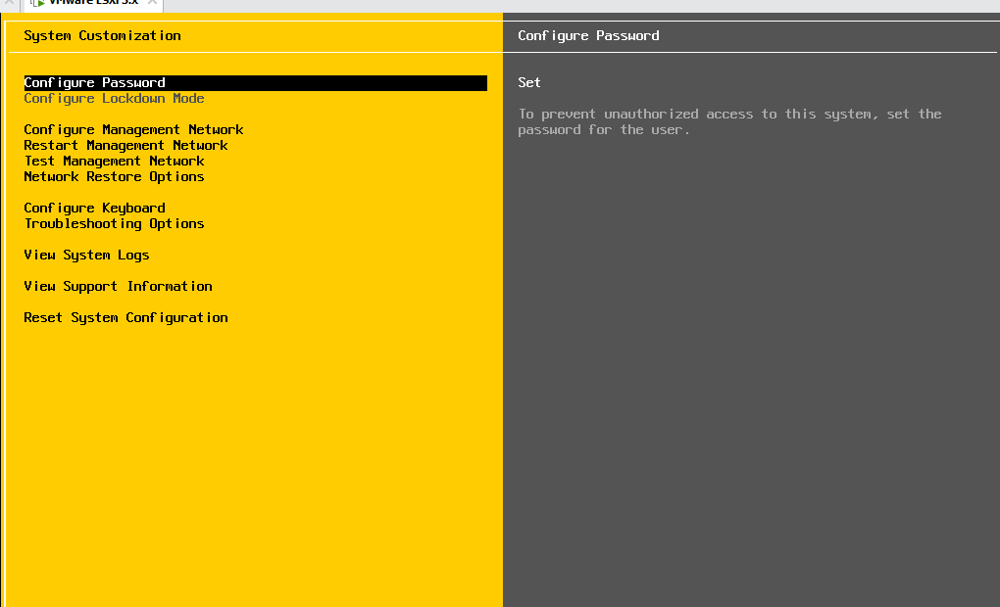 VMware ESXi 5.x
System Customization
Configure Password
Configure Lockdown Mode
Configure Management Network
Restart Management Network
Test Management Network
Network Restore Options
Configure Keyboard
Troubleshooting Options
View System Logs
View Support Information
Reset System Configuration
Configure Password
Set
To prevent unauthorized access to this system, set the
password for the user.